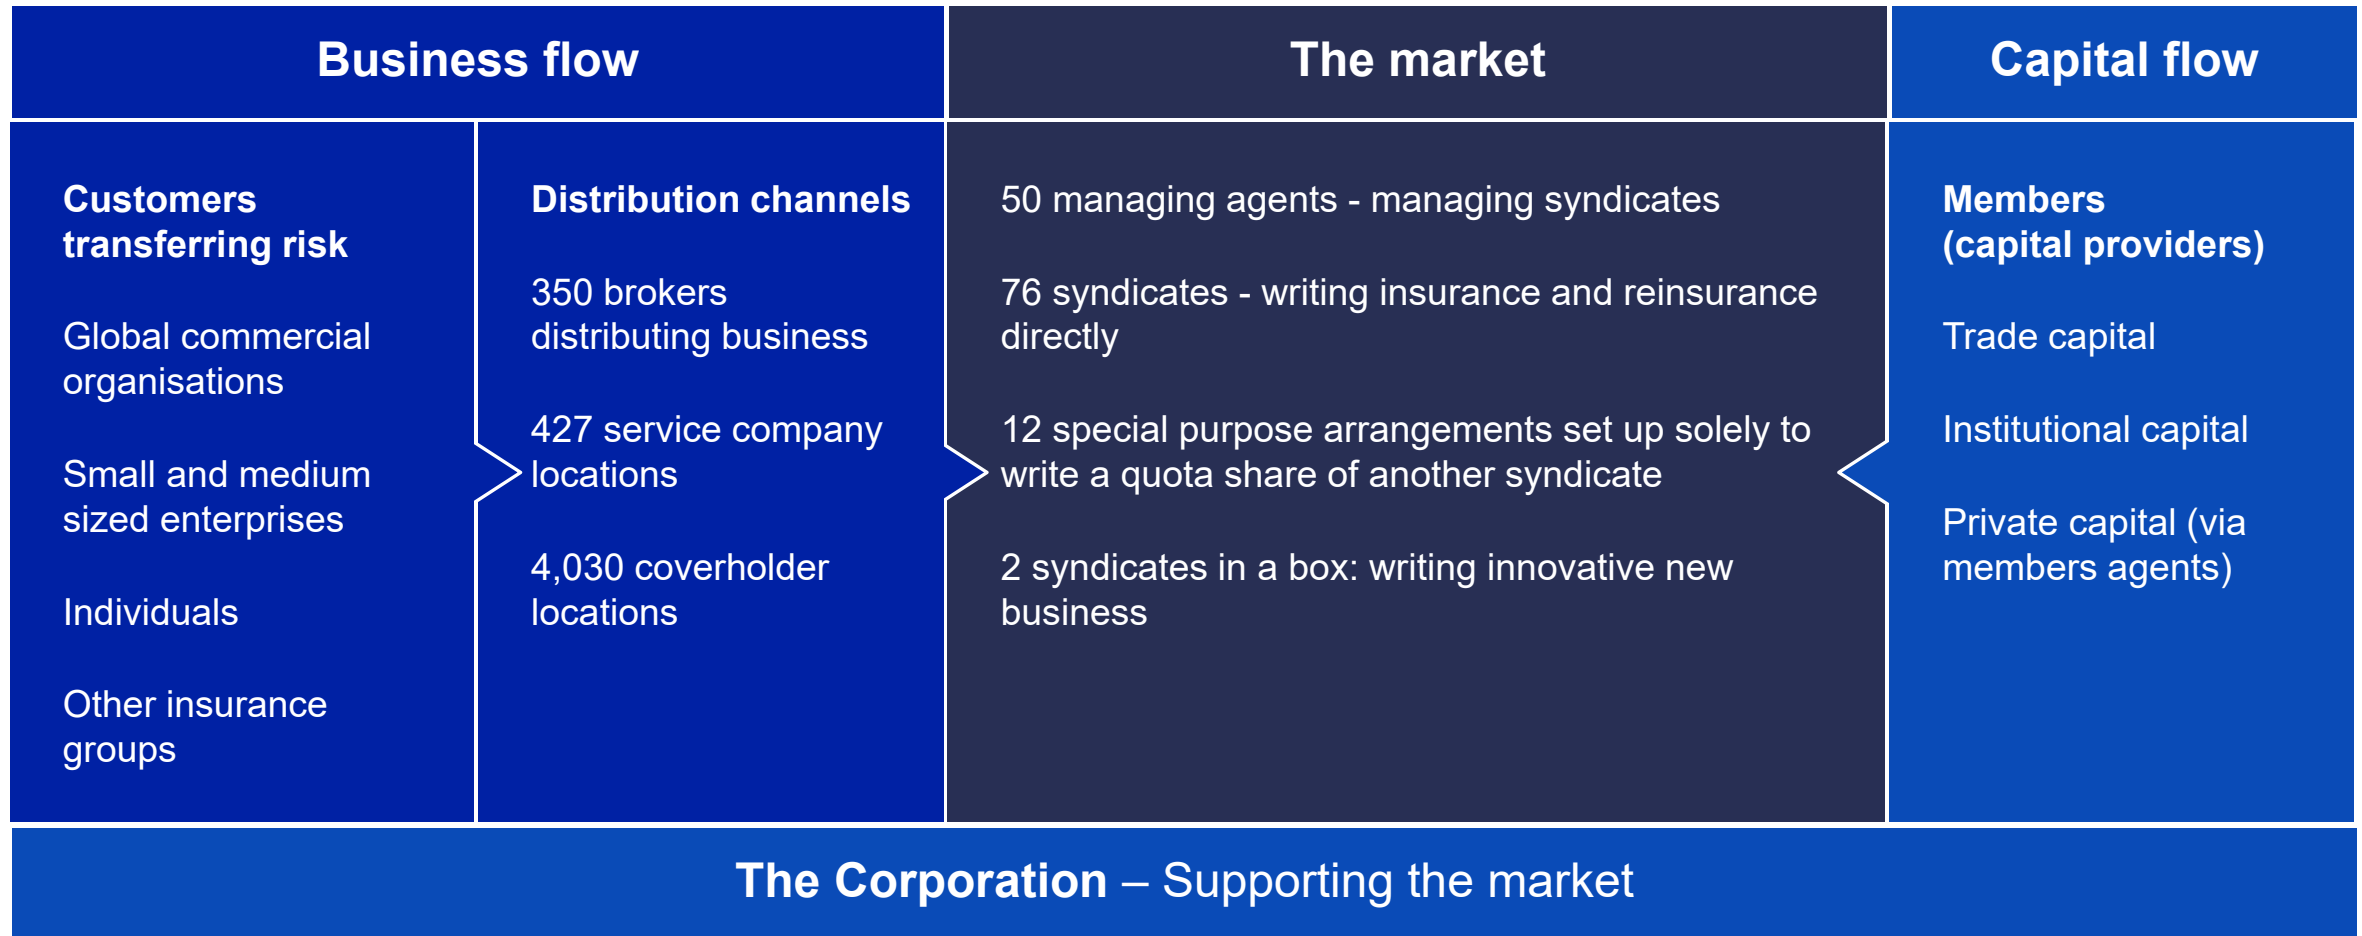 Business flow
The market
Capital flow
Customers
transferring risk
Global commercial
organisations
Small and medium
sized enterprises
Individuals
Other insurance
groups
Distribution channels
350 brokers
distributing business
427 service company
locations
4,030 coverholder
locations
50 managing agents - managing syndicates
76 syndicates - writing insurance and reinsurance
directly
12 special purpose arrangements set up solely to
write a quota share of another syndicate
2 syndicates in a box: writing innovative new
business
Members
(capital providers)
Trade capital
Institutional capital
Private capital (via
members agents)
The Corporation – Supporting the market